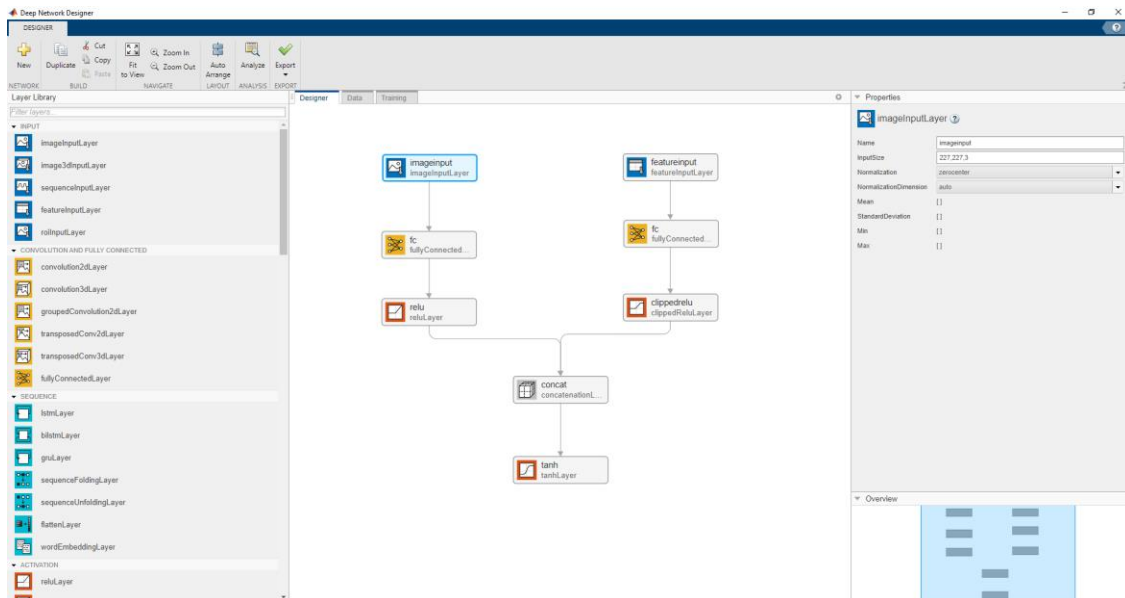 Deep Network Designer
DESIGNER
New
Duplicate
Cut
Copy
Paste
Fit
to View
Zoom In
Zoom Out
Auto
Arrange
Analyze
Export
NETWORK
BUILD
NAVIGATE
LAYOUT
ANALYSIS
EXPORT
Layer Library
Filter layers...
INPUT
imageInputLayer
image3dInputLayer
sequenceInputLayer
featureInputLayer
roiInputLayer
CONVOLUTION AND FULLY CONNECTED
convolution2dLayer
convolution3dLayer
groupedConvolution2dLayer
transposedConv2dLayer
transposedConv3dLayer
fullyConnectedLayer
SEQUENCE
lstmLayer
bilstmLayer
gruLayer
sequenceFoldingLayer
sequenceUnfoldingLayer
flattenLayer
wordEmbeddingLayer
ACTIVATION
reluLayer
Designer Data Training
imageinput
imageInputLayer
featureinput
featureInputLayer
fc
fullyConnected...
fc
fullyConnected...
relu
reluLayer
clippedrelu
clippedReluLayer
concat
concatenationL...
tanh
tanhLayer
Properties
imageInputLayer ?
Name imageinput
InputSize 227,227,3
Normalization zerocenter
NormalizationDimension auto
Mean []
StandardDeviation []
Min []
Max []
Overview